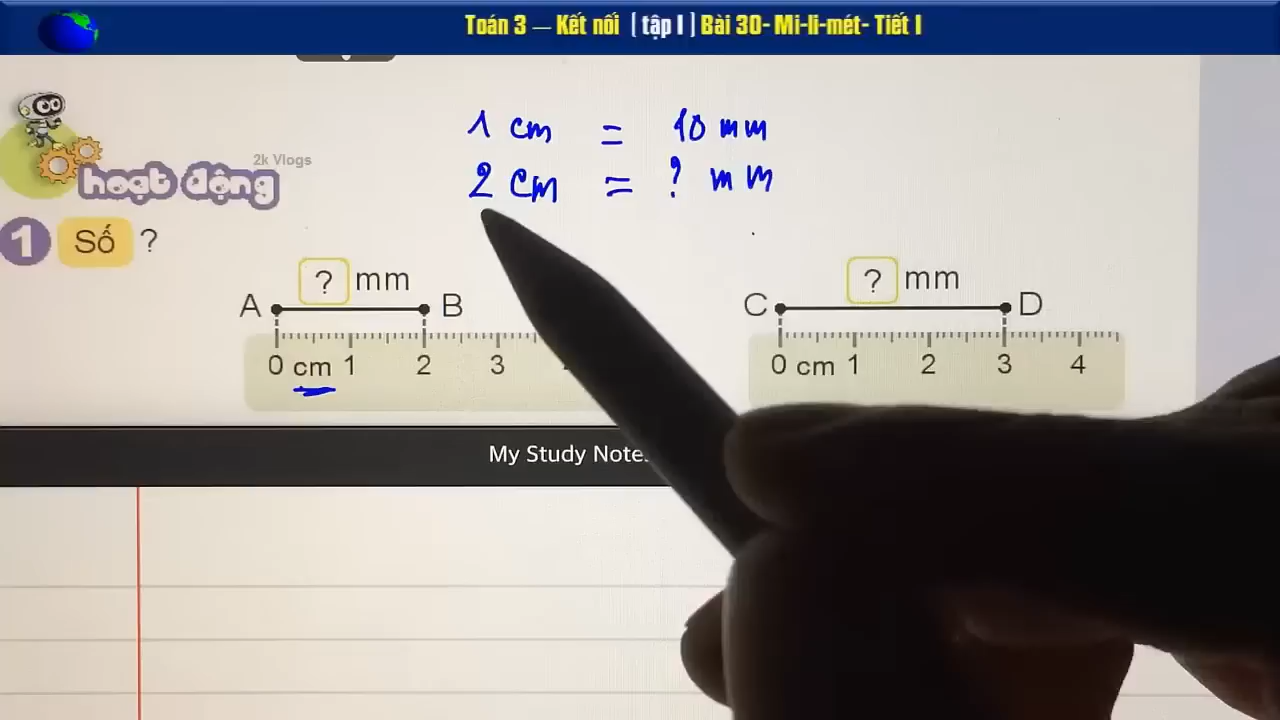 Toán 3 – Kết nối [ tập 1 ] Bài 30- Mi-li-mét- Tiết 1
1 cm = 10 mm
2k Vlogs
hoạt động
2 cm = ? mm
1 Số ?
? mm
A B
0 cm 1 2 3
? mm
C D
0 cm 1 2 3 4
My Study Note